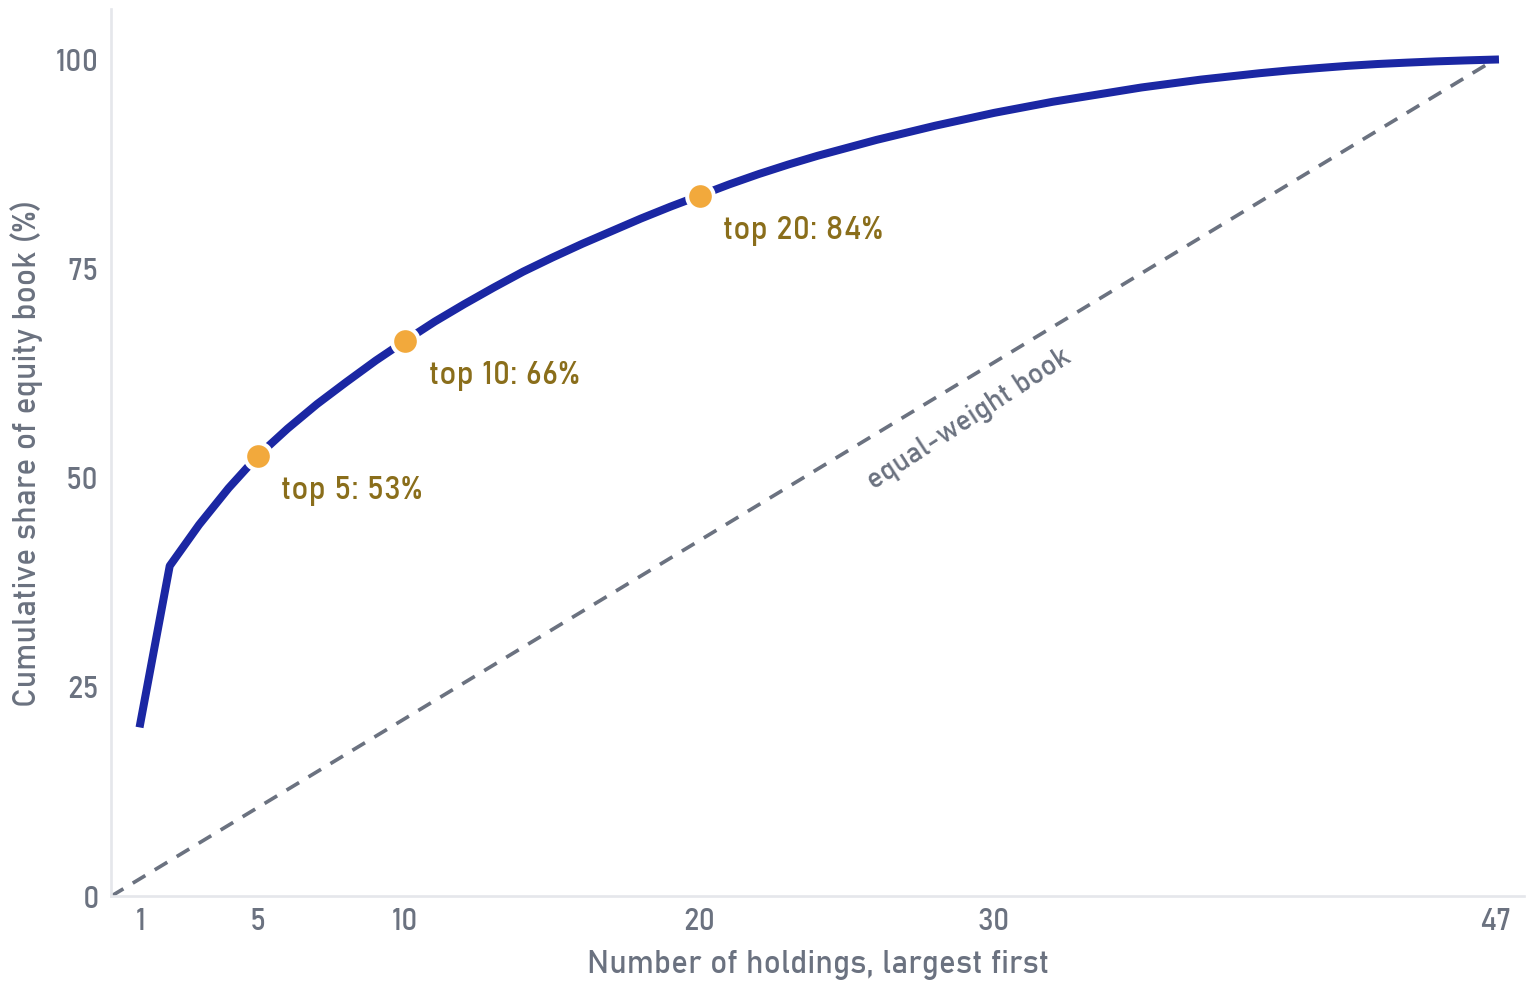 Cumulative share of equity book (%)
100
75
50
25
0
top 20: 84%
top 10: 66%
top 5: 53%
equal-weight book
1
5
10
20
30
47
Number of holdings, largest first